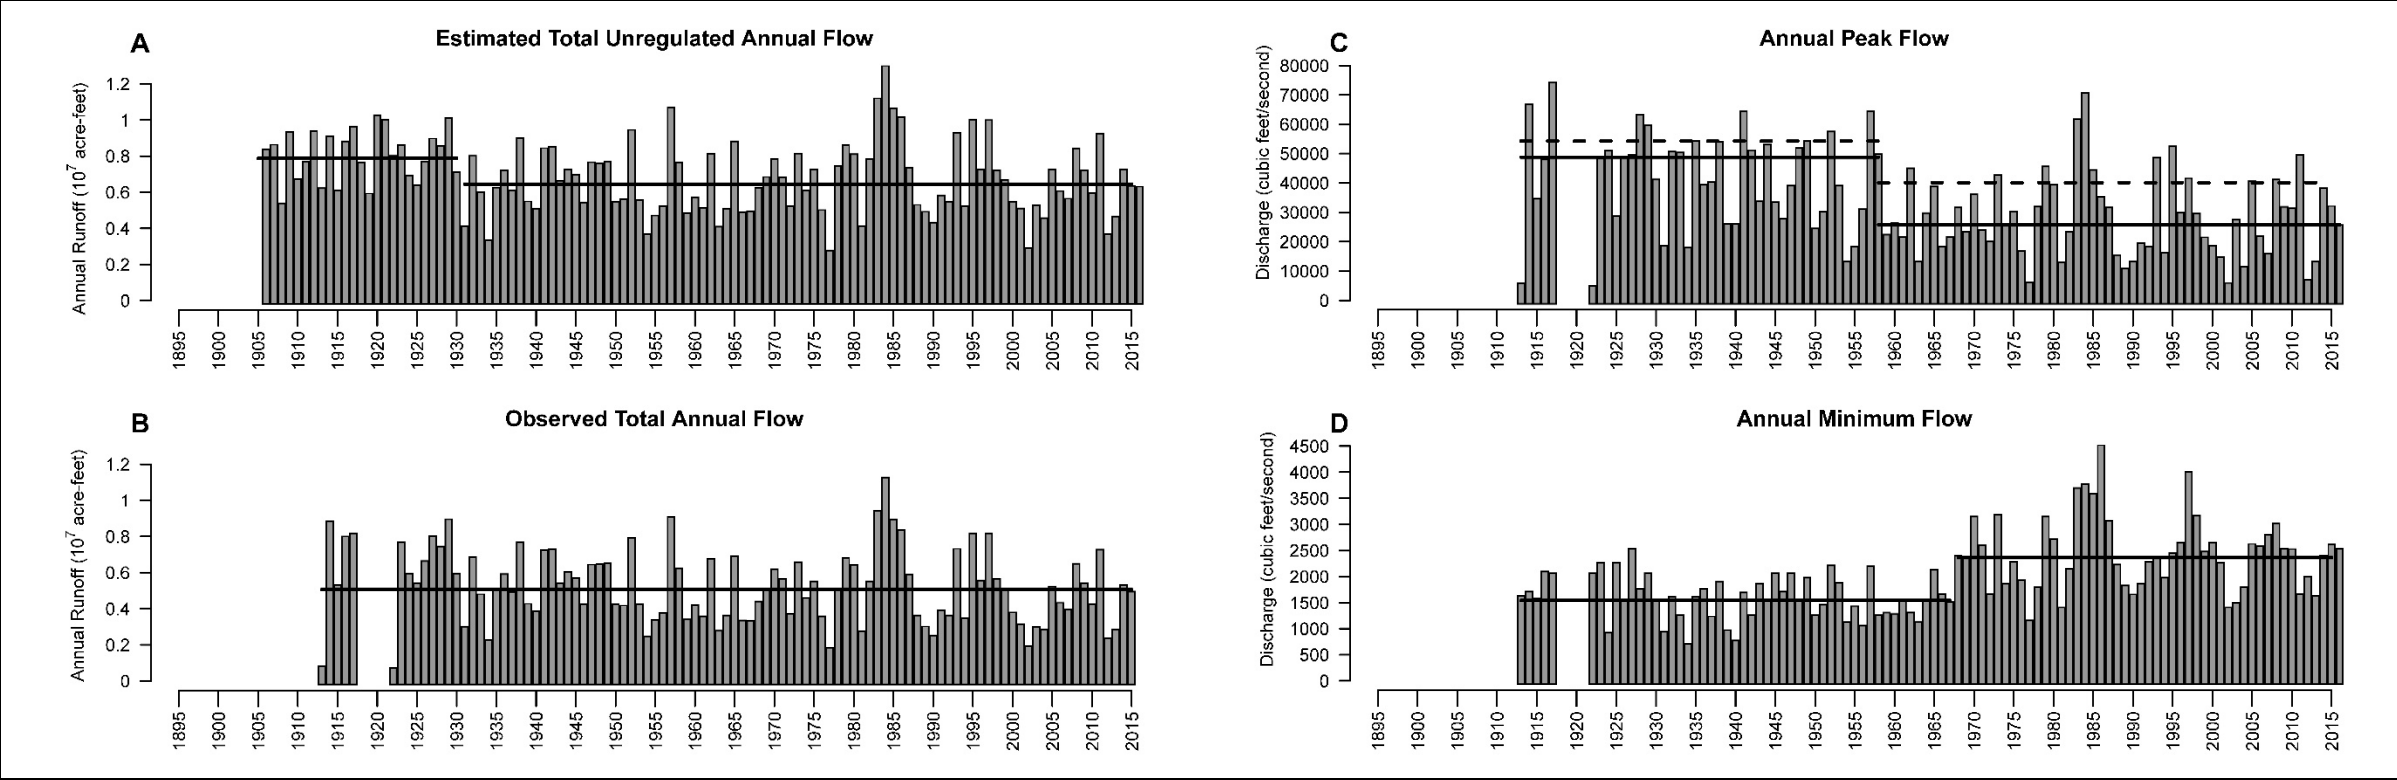 A
Estimated Total Unregulated Annual Flow
Annual Runoff (10^7 acre-feet)
1.2
1
0.8
0.6
0.4
0.2
0
1895 1900 1905 1910 1915 1920 1925 1930 1935 1940 1945 1950 1955 1960 1965 1970 1975 1980 1985 1990 1995 2000 2005 2010 2015
B
Observed Total Annual Flow
Annual Runoff (10^7 acre-feet)
1.2
1
0.8
0.6
0.4
0.2
0
1895 1900 1905 1910 1915 1920 1925 1930 1935 1940 1945 1950 1955 1960 1965 1970 1975 1980 1985 1990 1995 2000 2005 2010 2015
C
Annual Peak Flow
Discharge (cubic feet/second)
80000
70000
60000
50000
40000
30000
20000
10000
0
1895 1900 1905 1910 1915 1920 1925 1930 1935 1940 1945 1950 1955 1960 1965 1970 1975 1980 1985 1990 1995 2000 2005 2010 2015
D
Annual Minimum Flow
Discharge (cubic feet/second)
4500
4000
3500
3000
2500
2000
1500
1000
500
0
1895 1900 1905 1910 1915 1920 1925 1930 1935 1940 1945 1950 1955 1960 1965 1970 1975 1980 1985 1990 1995 2000 2005 2010 2015